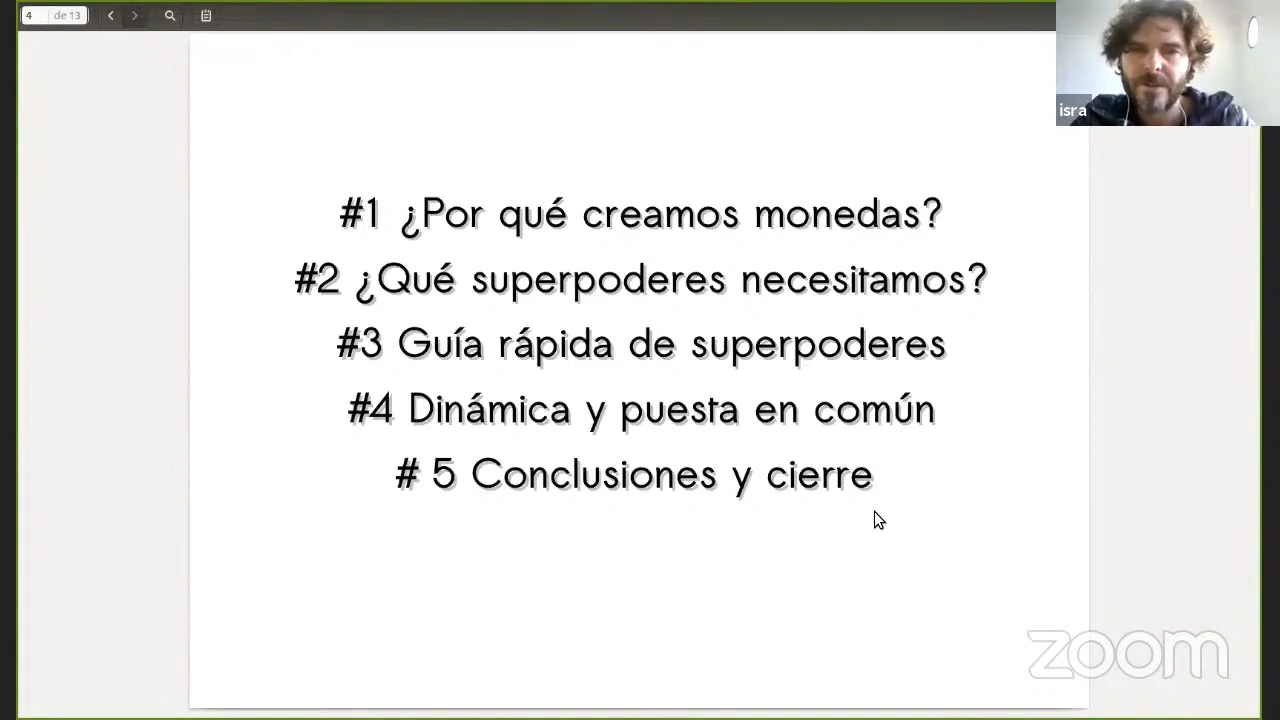 4 de 13
isra
#1 ¿Por qué creamos monedas?
#2 ¿Qué superpoderes necesitamos?
#3 Guía rápida de superpoderes
#4 Dinámica y puesta en común
# 5 Conclusiones y cierre
zoom